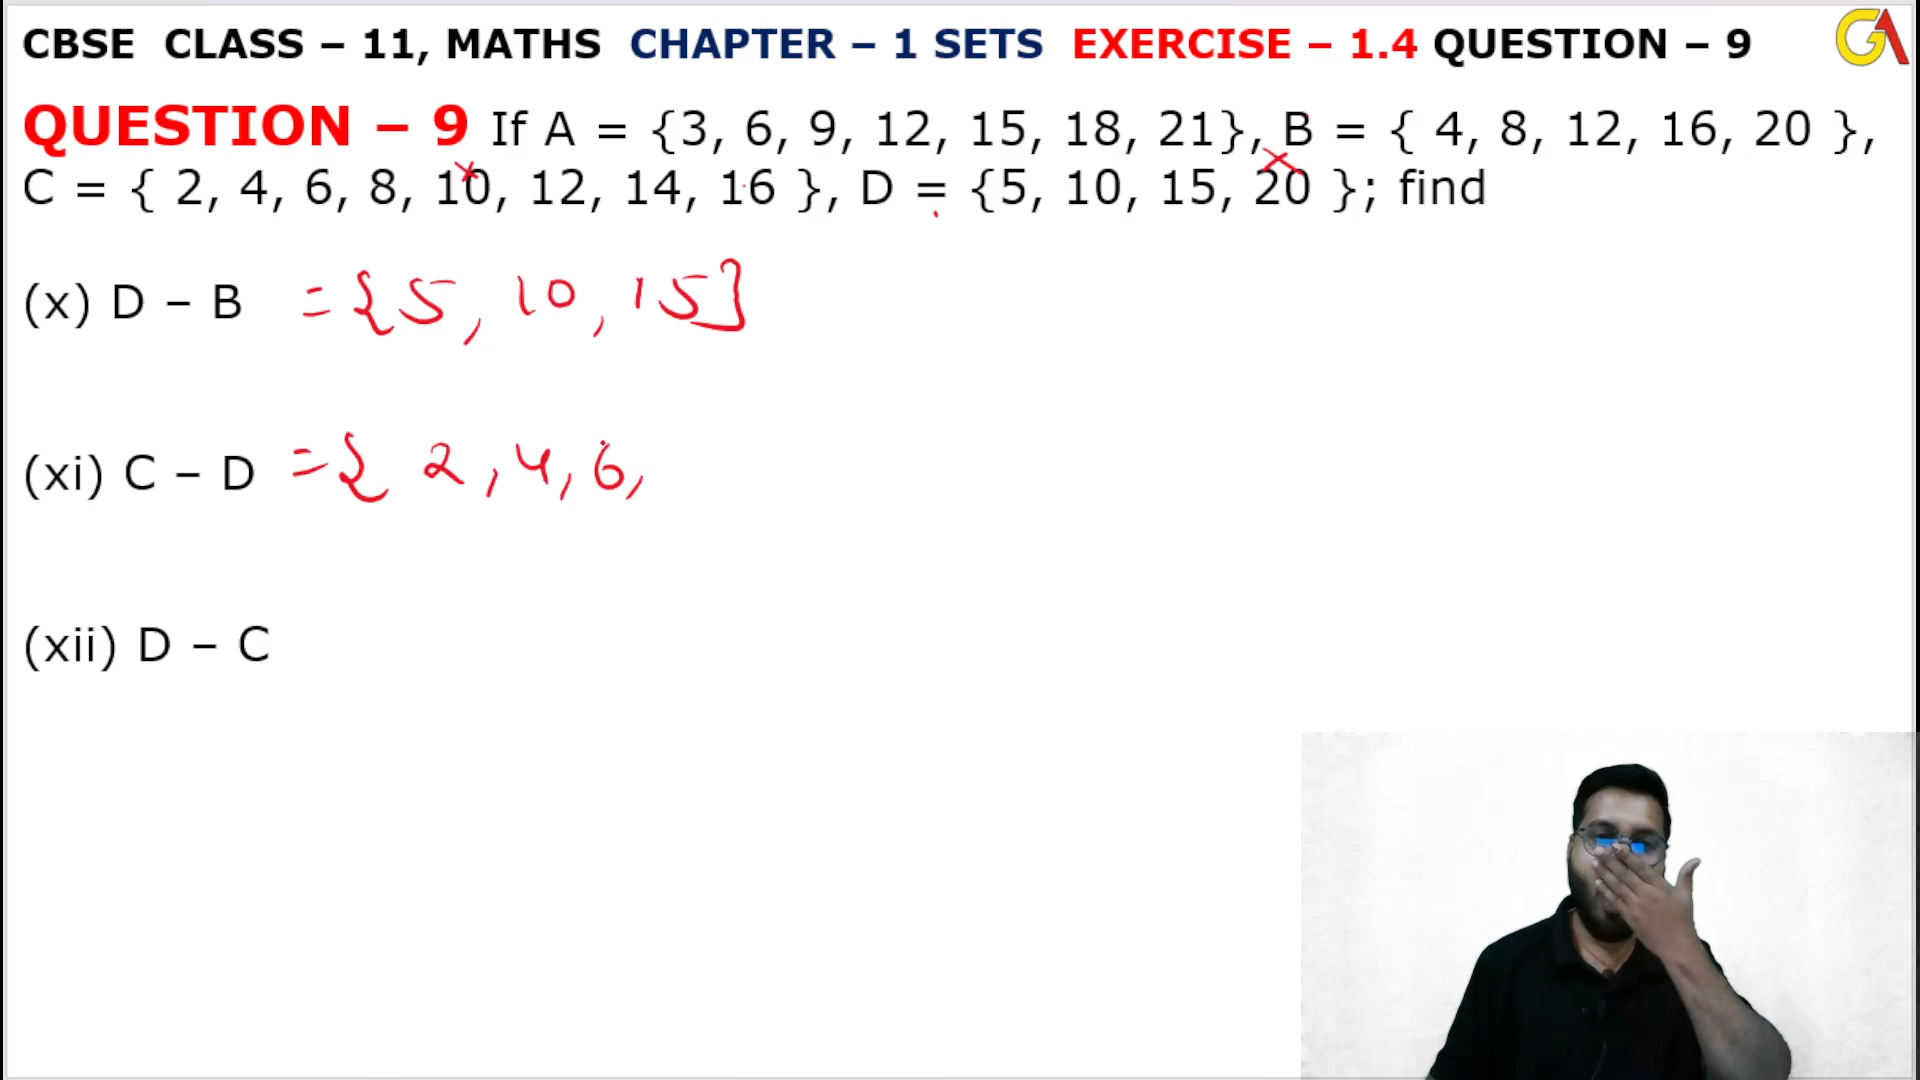 CBSE CLASS – 11, MATHS CHAPTER – 1 SETS EXERCISE – 1.4 QUESTION – 9
GA
QUESTION – 9 If A = {3, 6, 9, 12, 15, 18, 21}, B = { 4, 8, 12, 16, 20 },
C = { 2, 4, 6, 8, 10, 12, 14, 16 }, D = {5, 10, 15, 20 }; find
(x) D – B = {5, 10, 15}
(xi) C – D = { 2, 4, 6,
(xii) D – C